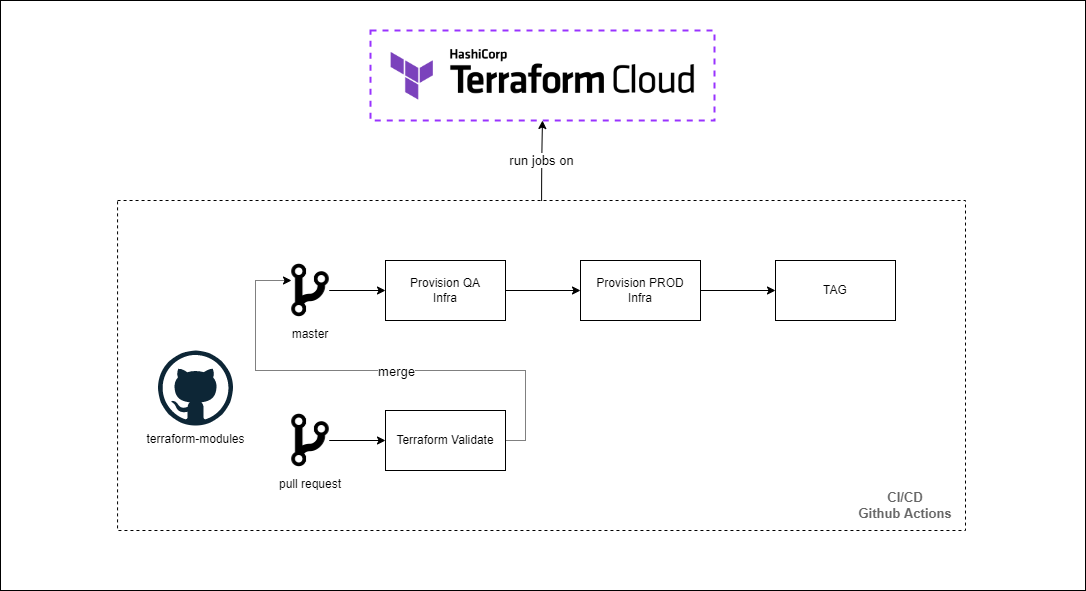 HashiCorp
Terraform Cloud
run jobs on
Provision QA
Infra
Provision PROD
Infra
TAG
master
merge
terraform-modules
Terraform Validate
pull request
CI/CD
Github Actions